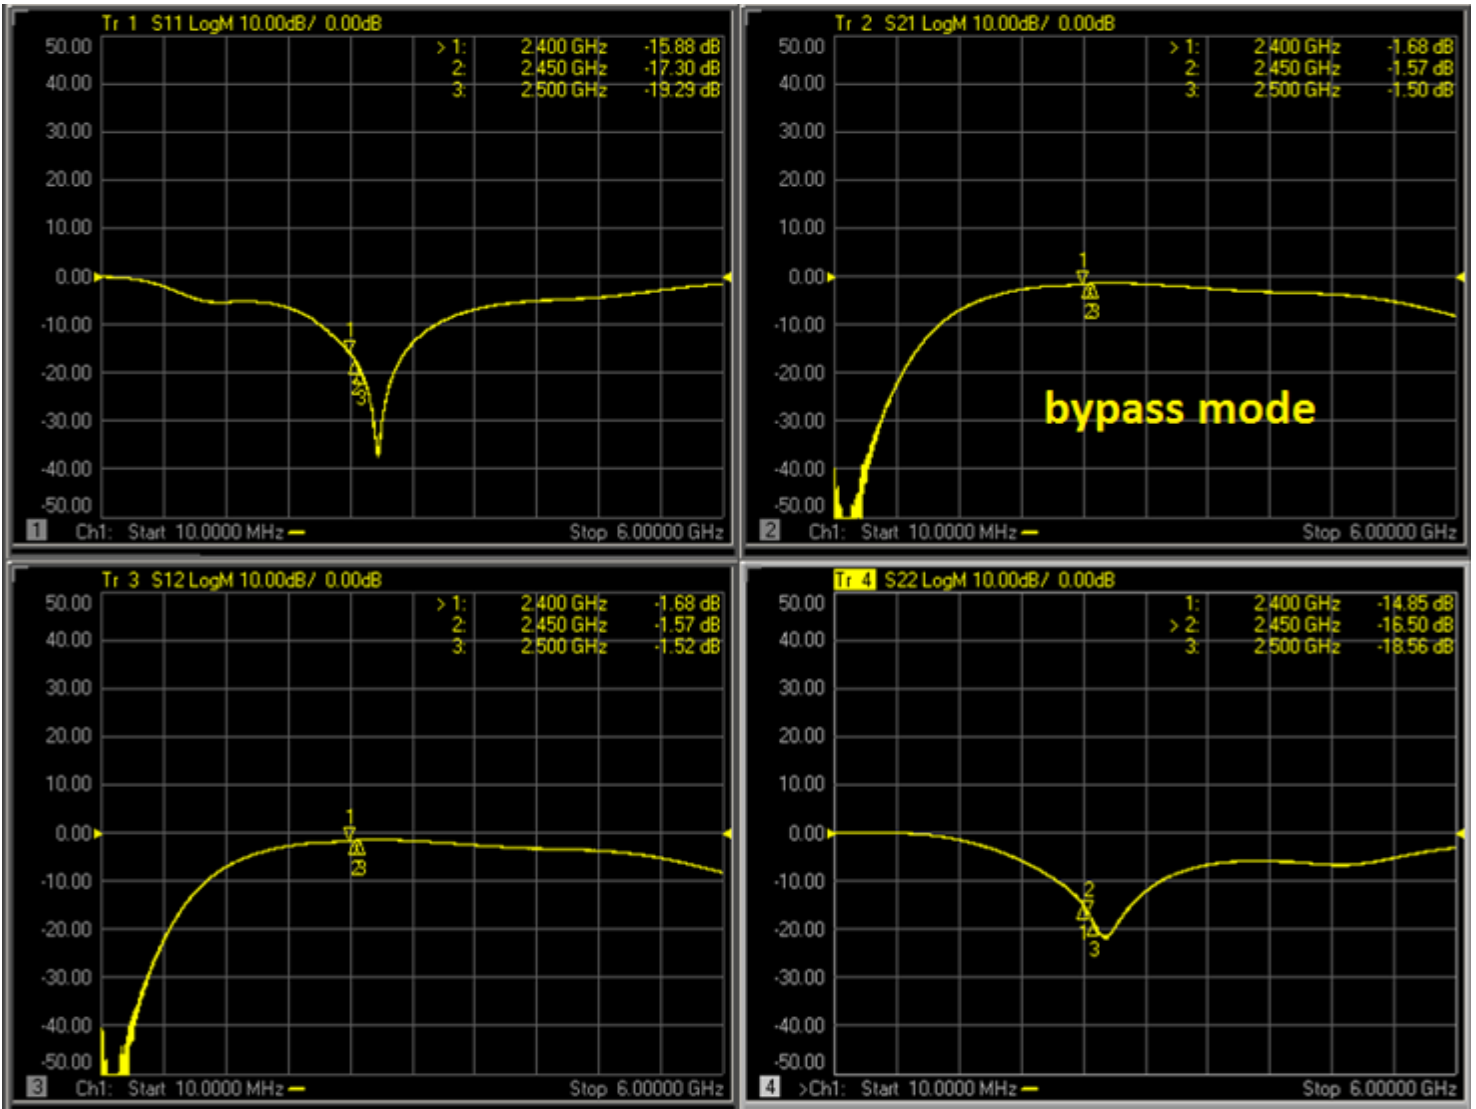 Tr 1 S11 LogM 10.00dB/ 0.00dB
50.00
> 1: 2.400 GHz -15.88 dB
2: 2.450 GHz -17.30 dB
40.00
3: 2.500 GHz -19.29 dB
30.00
20.00
10.00
0.00
1
-10.00
-20.00
2
3
-30.00
-40.00
-50.00
1 Ch1: Start 10.0000 MHz Stop 6.00000 GHz
Tr 2 S21 LogM 10.00dB/ 0.00dB
50.00
> 1: 2.400 GHz -1.68 dB
2: 2.450 GHz -1.57 dB
40.00
3: 2.500 GHz -1.50 dB
30.00
20.00
10.00
1
0.00
23
-10.00
-20.00
bypass mode
-30.00
-40.00
-50.00
2 Ch1: Start 10.0000 MHz Stop 6.00000 GHz
Tr 3 S12 LogM 10.00dB/ 0.00dB
50.00
> 1: 2.400 GHz -1.68 dB
2: 2.450 GHz -1.57 dB
40.00
3: 2.500 GHz -1.52 dB
30.00
20.00
10.00
1
0.00
23
-10.00
-20.00
-30.00
-40.00
-50.00
3 Ch1: Start 10.0000 MHz Stop 6.00000 GHz
Tr 4 S22 LogM 10.00dB/ 0.00dB
50.00
1: 2.400 GHz -14.85 dB
> 2: 2.450 GHz -16.50 dB
40.00
3: 2.500 GHz -18.56 dB
30.00
20.00
10.00
0.00
-10.00
2
-20.00
1
3
-30.00
-40.00
-50.00
4 >Ch1: Start 10.0000 MHz Stop 6.00000 GHz